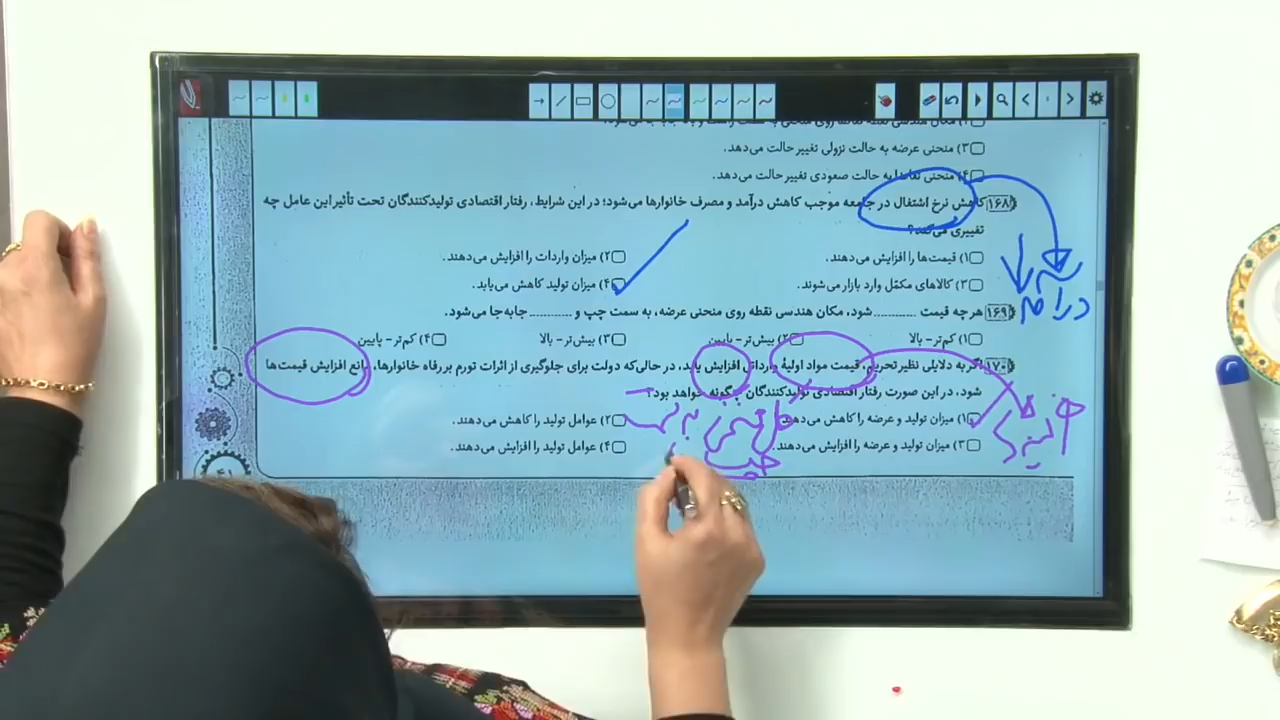 ۳) منحنی عرضه به حالت نزولی تغییر حالت می‌دهد.
۴) منحنی تقاضا به حالت صعودی تغییر حالت می‌دهد.
۱۶۸) کاهش نرخ اشتغال در جامعه موجب کاهش درآمد و مصرف خانوارها می‌شود؛ در این شرایط، رفتار اقتصادی تولیدکنندگان تحت تأثیر این عامل چه
تغییری می‌کند؟
۱) قیمت‌ها را افزایش می‌دهند. ۲) میزان واردات را افزایش می‌دهند.
۳) کالاهای مکمّل وارد بازار می‌شوند. ۴) میزان تولید کاهش می‌یابد.
درآمد
۱۶۹) هر چه قیمت .......... شود، مکان هندسی نقطه روی منحنی عرضه، به سمت چپ و .......... جابه‌جا می‌شود.
۱) کم‌تر - بالا ۲) بیش‌تر - پایین ۳) بیش‌تر - بالا ۴) کم‌تر - پایین
۱۷۰) اگر به دلایلی نظیر تحریم، قیمت مواد اولیهٔ وارداتی افزایش یابد، در حالی‌که دولت برای جلوگیری از اثرات تورم بر رفاه خانوارها، مانع افزایش قیمت‌ها
شود، در این صورت رفتار اقتصادی تولیدکنندگان چگونه خواهد بود؟
۱) میزان تولید و عرضه را کاهش می‌دهند. ۲) عوامل تولید را کاهش می‌دهند.
۳) میزان تولید و عرضه را افزایش می‌دهند. ۴) عوامل تولید را افزایش می‌دهند.